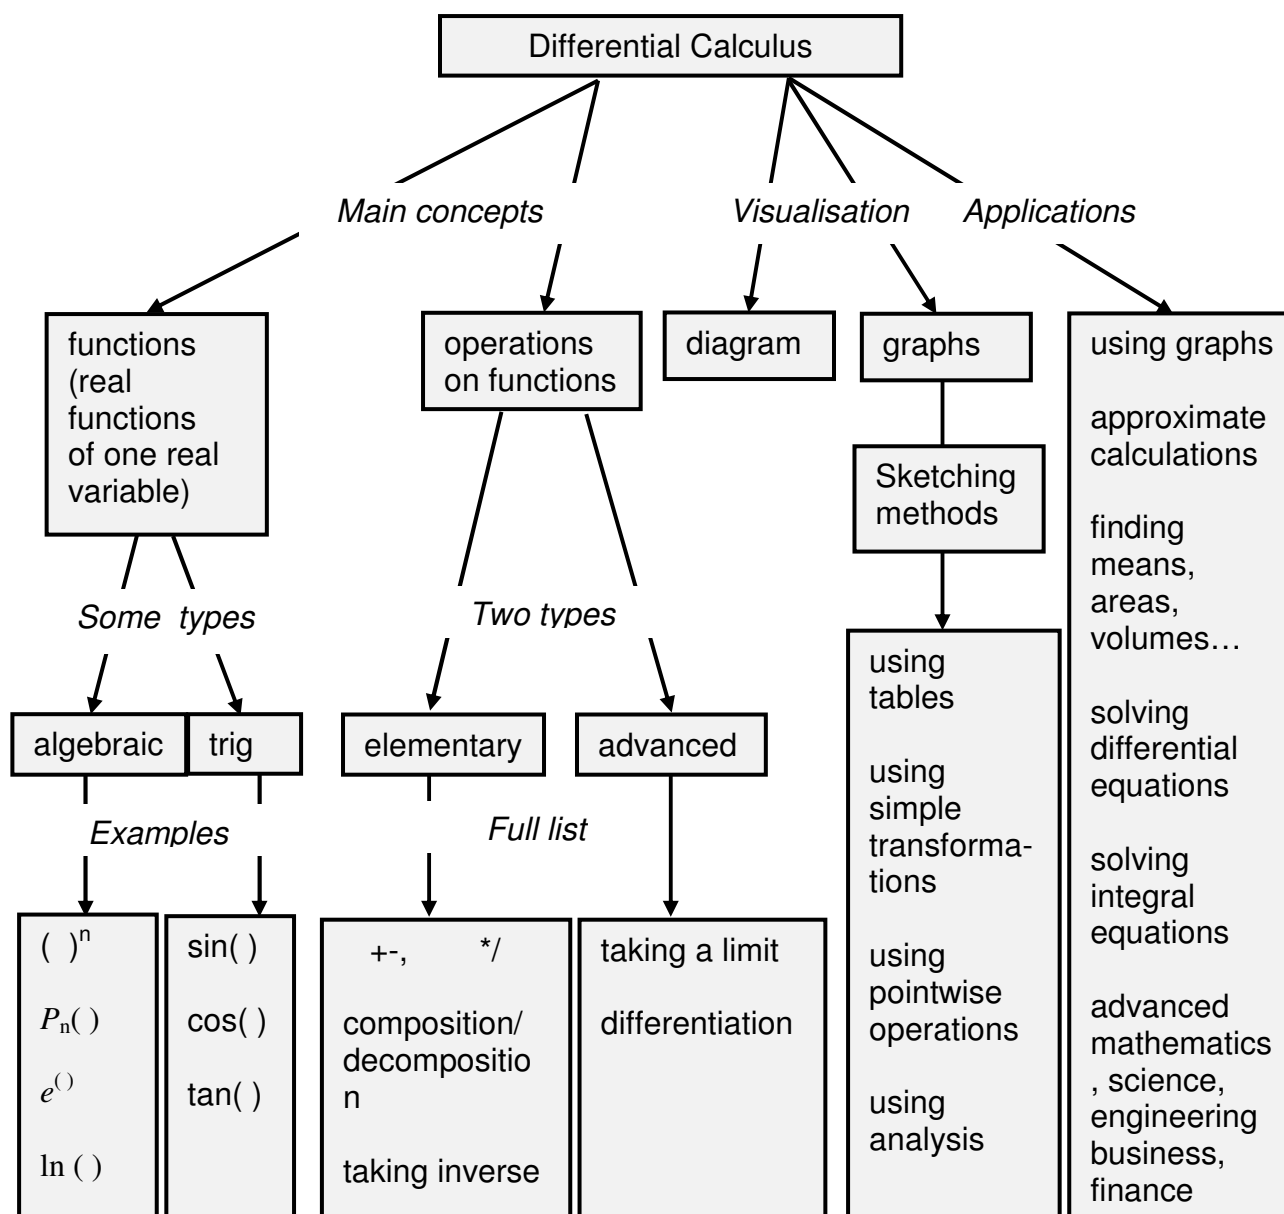 Differential Calculus
Main concepts
Visualisation
Applications
functions
(real
functions
of one real
variable)
operations
on functions
diagram
graphs
Sketching
methods
using graphs
approximate
calculations
finding
means,
areas,
volumes…
solving
differential
equations
solving
integral
equations
advanced
mathematics
, science,
engineering
business,
finance
Some types
Two types
using
tables
using
simple
transforma-
tions
using
pointwise
operations
using
analysis
algebraic
trig
elementary
advanced
Examples
Full list
( )ⁿ
Pₙ( )
e^( )
ln ( )
sin( )
cos( )
tan( )
+-, */
composition/
decompositio
n
taking inverse
taking a limit
differentiation